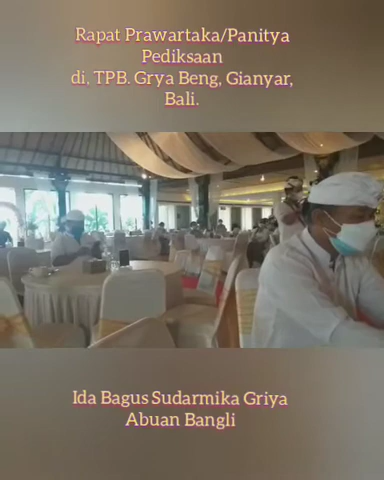 Rapat Prawartaka/Panitya
Pediksaan
di, TPB. Grya Beng, Gianyar,
Bali.
Ida Bagus Sudarmika Griya
Abuan Bangli